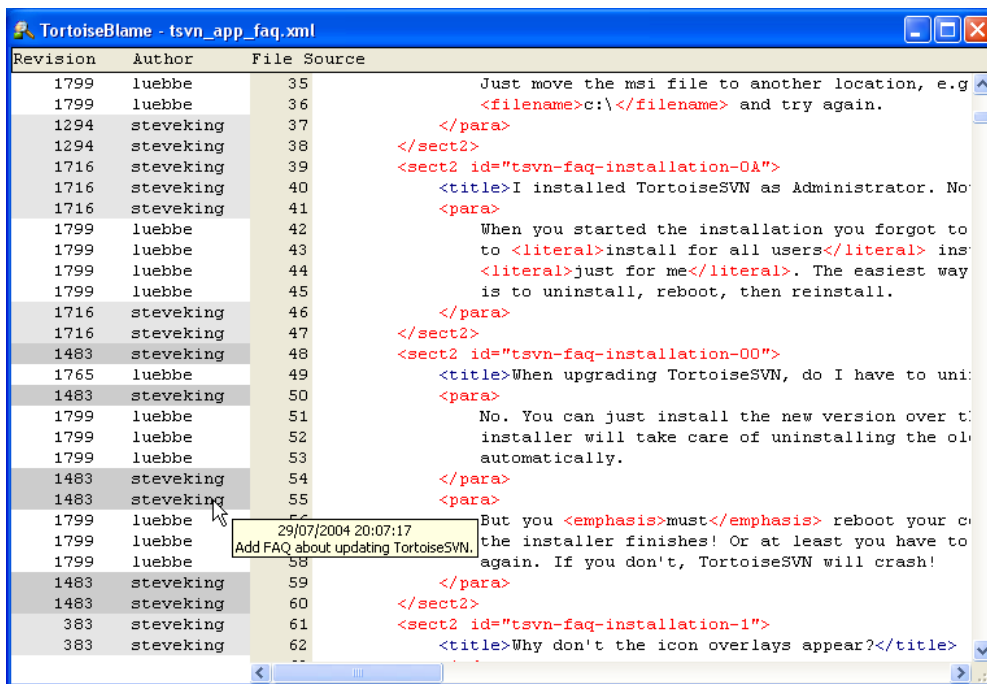 TortoiseBlame - tsvn_app_faq.xml
Revision Author File Source
1799 luebbe 35 Just move the msi file to another location, e.g
1799 luebbe 36 <filename>c:\</filename> and try again.
1294 steveking 37 </para>
1294 steveking 38 </sect2>
1716 steveking 39 <sect2 id="tsvn-faq-installation-0A">
1716 steveking 40 <title>I installed TortoiseSVN as Administrator.
1716 steveking 41 <para>
1799 luebbe 42 When you started the installation you forgot to
1799 luebbe 43 to <literal>install for all users</literal>
1799 luebbe 44 <literal>just for me</literal>. The easiest way
1799 luebbe 45 is to uninstall, reboot, then reinstall.
1716 steveking 46 </para>
1716 steveking 47 </sect2>
1483 steveking 48 <sect2 id="tsvn-faq-installation-00">
1765 luebbe 49 <title>When upgrading TortoiseSVN, do I have to
1483 steveking 50 <para>
1799 luebbe 51 No. You can just install the new version over
1799 luebbe 52 installer will take care of uninstalling the
1799 luebbe 53 automatically.
1483 steveking 54 </para>
1483 steveking 55 <para>
1799 luebbe But you <emphasis>must</emphasis> reboot your
29/07/2004 20:07:17
1799 luebbe the installer finishes! Or at least you have to
Add FAQ about updating TortoiseSVN.
1799 luebbe 58 again. If you don't, TortoiseSVN will crash!
1483 steveking 59 </para>
1483 steveking 60 </sect2>
383 steveking 61 <sect2 id="tsvn-faq-installation-1">
383 steveking 62 <title>Why don't the icon overlays appear?</title>